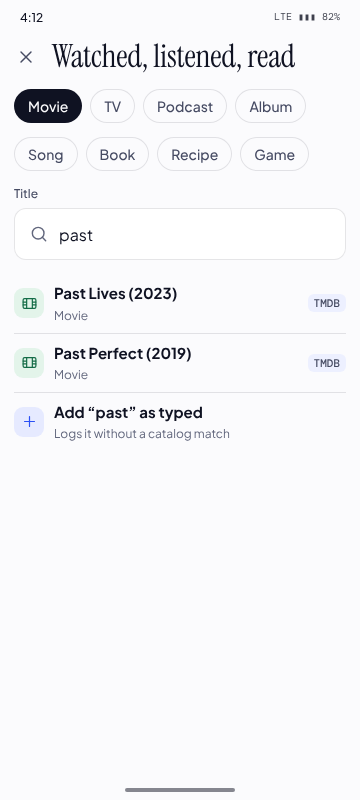 4:12
LTE 82%
Watched, listened, read
Movie TV Podcast Album
Song Book Recipe Game
Title
past
Past Lives (2023)
Movie
TMDB
Past Perfect (2019)
Movie
TMDB
Add “past” as typed
Logs it without a catalog match